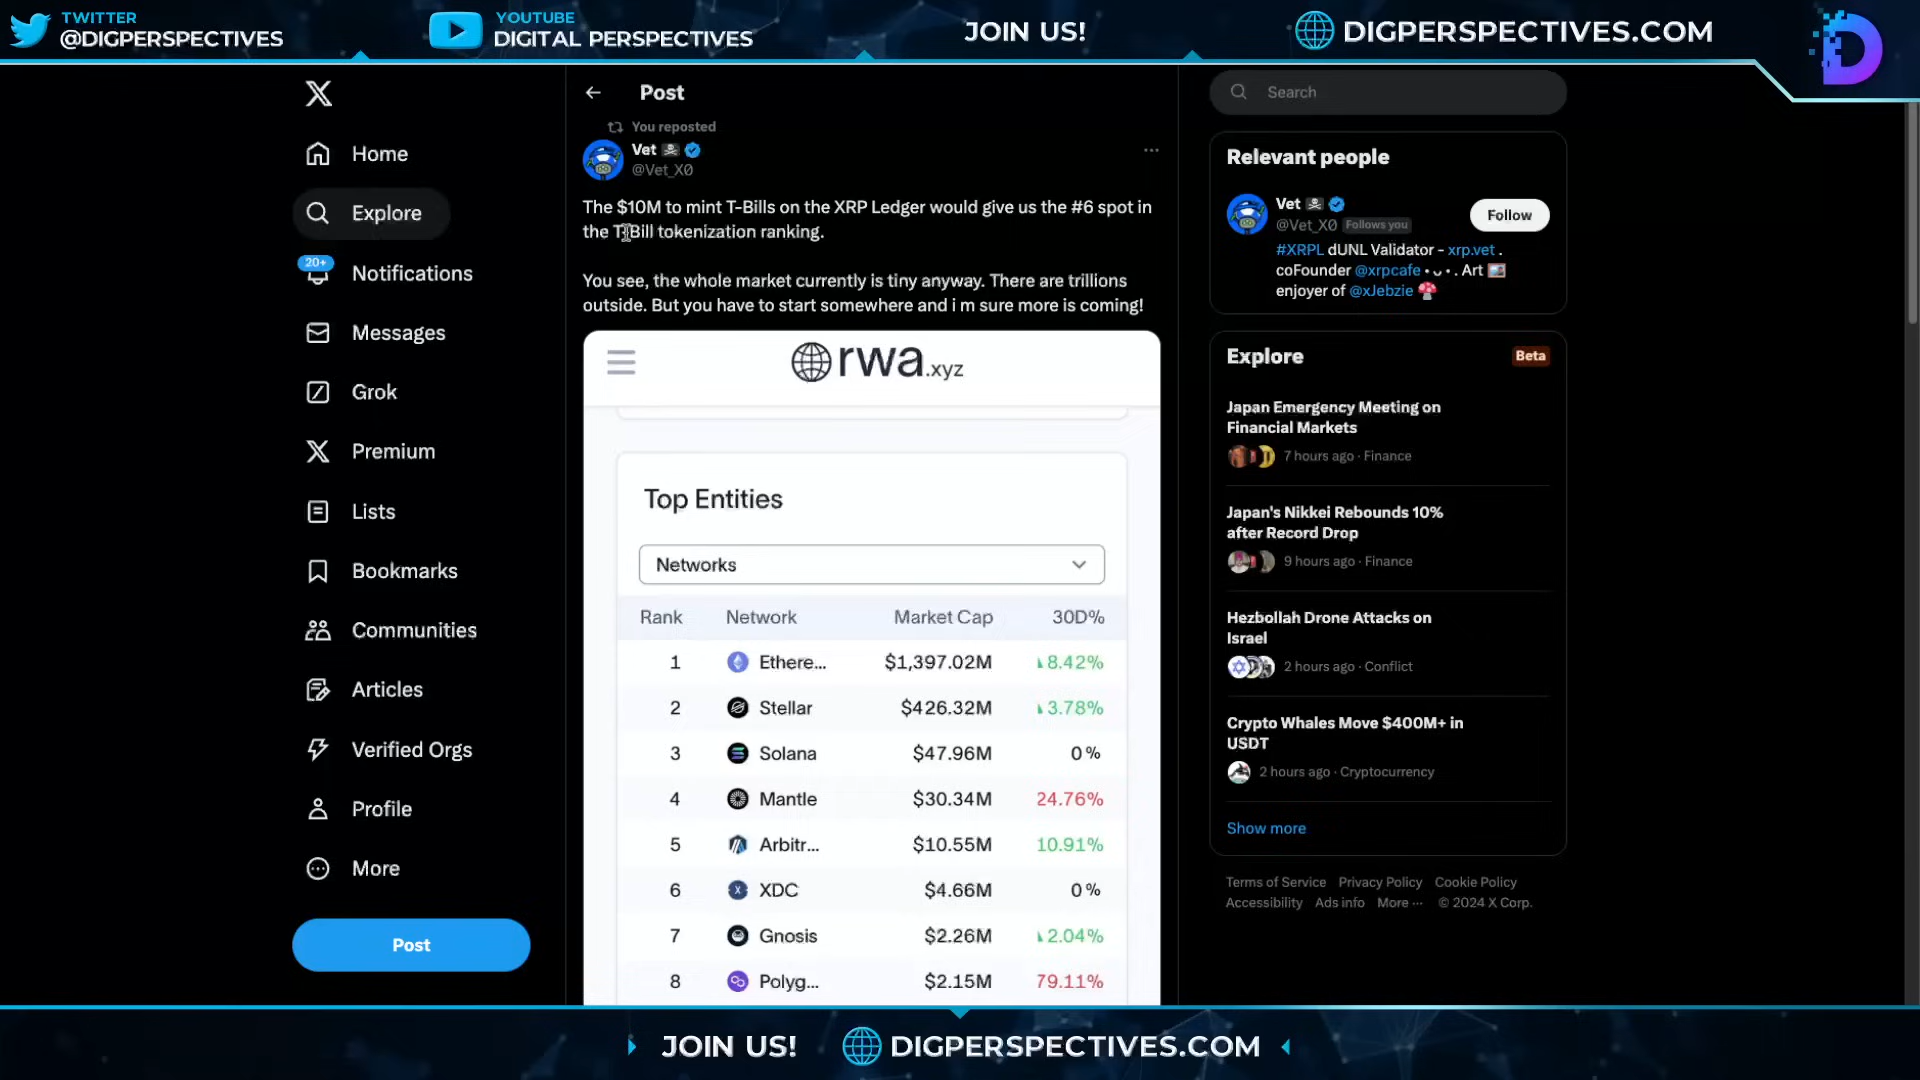 TWITTER
@DIGPERSPECTIVES
YOUTUBE
DIGITAL PERSPECTIVES
JOIN US!
DIGPERSPECTIVES.COM
Home
Explore
20+
Notifications
Messages
Grok
Premium
Lists
Bookmarks
Communities
Articles
Verified Orgs
Profile
More
Post
Post
You reposted
Vet
@Vet_X0
The $10M to mint T-Bills on the XRP Ledger would give us the #6 spot in
the T-Bill tokenization ranking.
You see, the whole market currently is tiny anyway. There are trillions
outside. But you have to start somewhere and i m sure more is coming!
rwa.xyz
Top Entities
Networks
Rank Network Market Cap 30D%
1 Ethere... $1,397.02M 8.42%
2 Stellar $426.32M 3.78%
3 Solana $47.96M 0%
4 Mantle $30.34M 24.76%
5 Arbitr... $10.55M 10.91%
6 XDC $4.66M 0%
7 Gnosis $2.26M 2.04%
8 Polyg... $2.15M 79.11%
Search
Relevant people
Vet
@Vet_X0 Follows you
Follow
#XRPL dUNL Validator - xrp.vet .
coFounder @xrpcafe •ᴗ•. Art
enjoyer of @xJebzie
Explore
Beta
Japan Emergency Meeting on
Financial Markets
7 hours ago · Finance
Japan's Nikkei Rebounds 10%
after Record Drop
9 hours ago · Finance
Hezbollah Drone Attacks on
Israel
2 hours ago · Conflict
Crypto Whales Move $400M+ in
USDT
2 hours ago · Cryptocurrency
Show more
Terms of Service Privacy Policy Cookie Policy
Accessibility Ads info More ··· © 2024 X Corp.
JOIN US! DIGPERSPECTIVES.COM